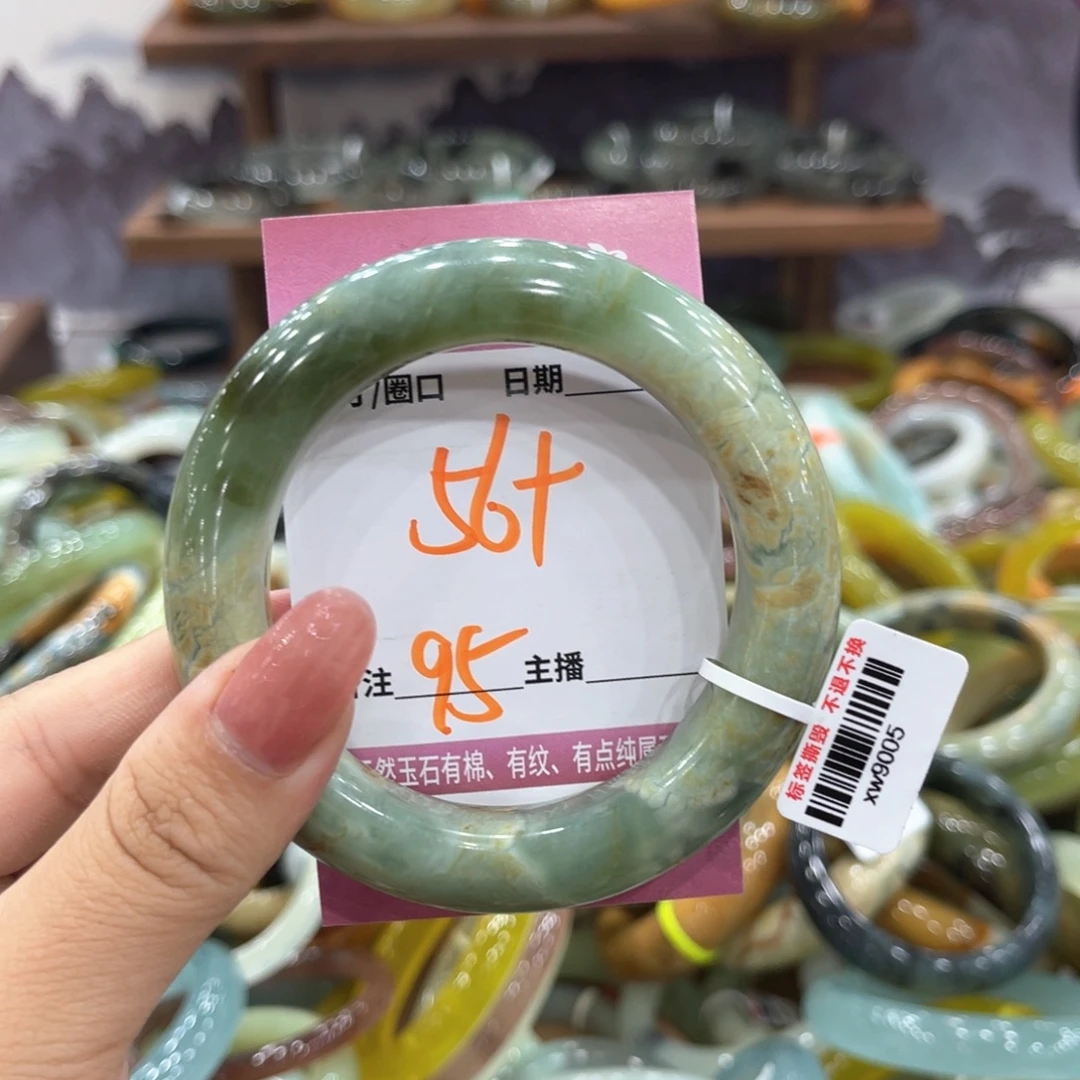 /圈口 日期
56+
注 95 主播
然玉石有棉、有纹、有点纯属
标签撕毁 不退不换
xw9005